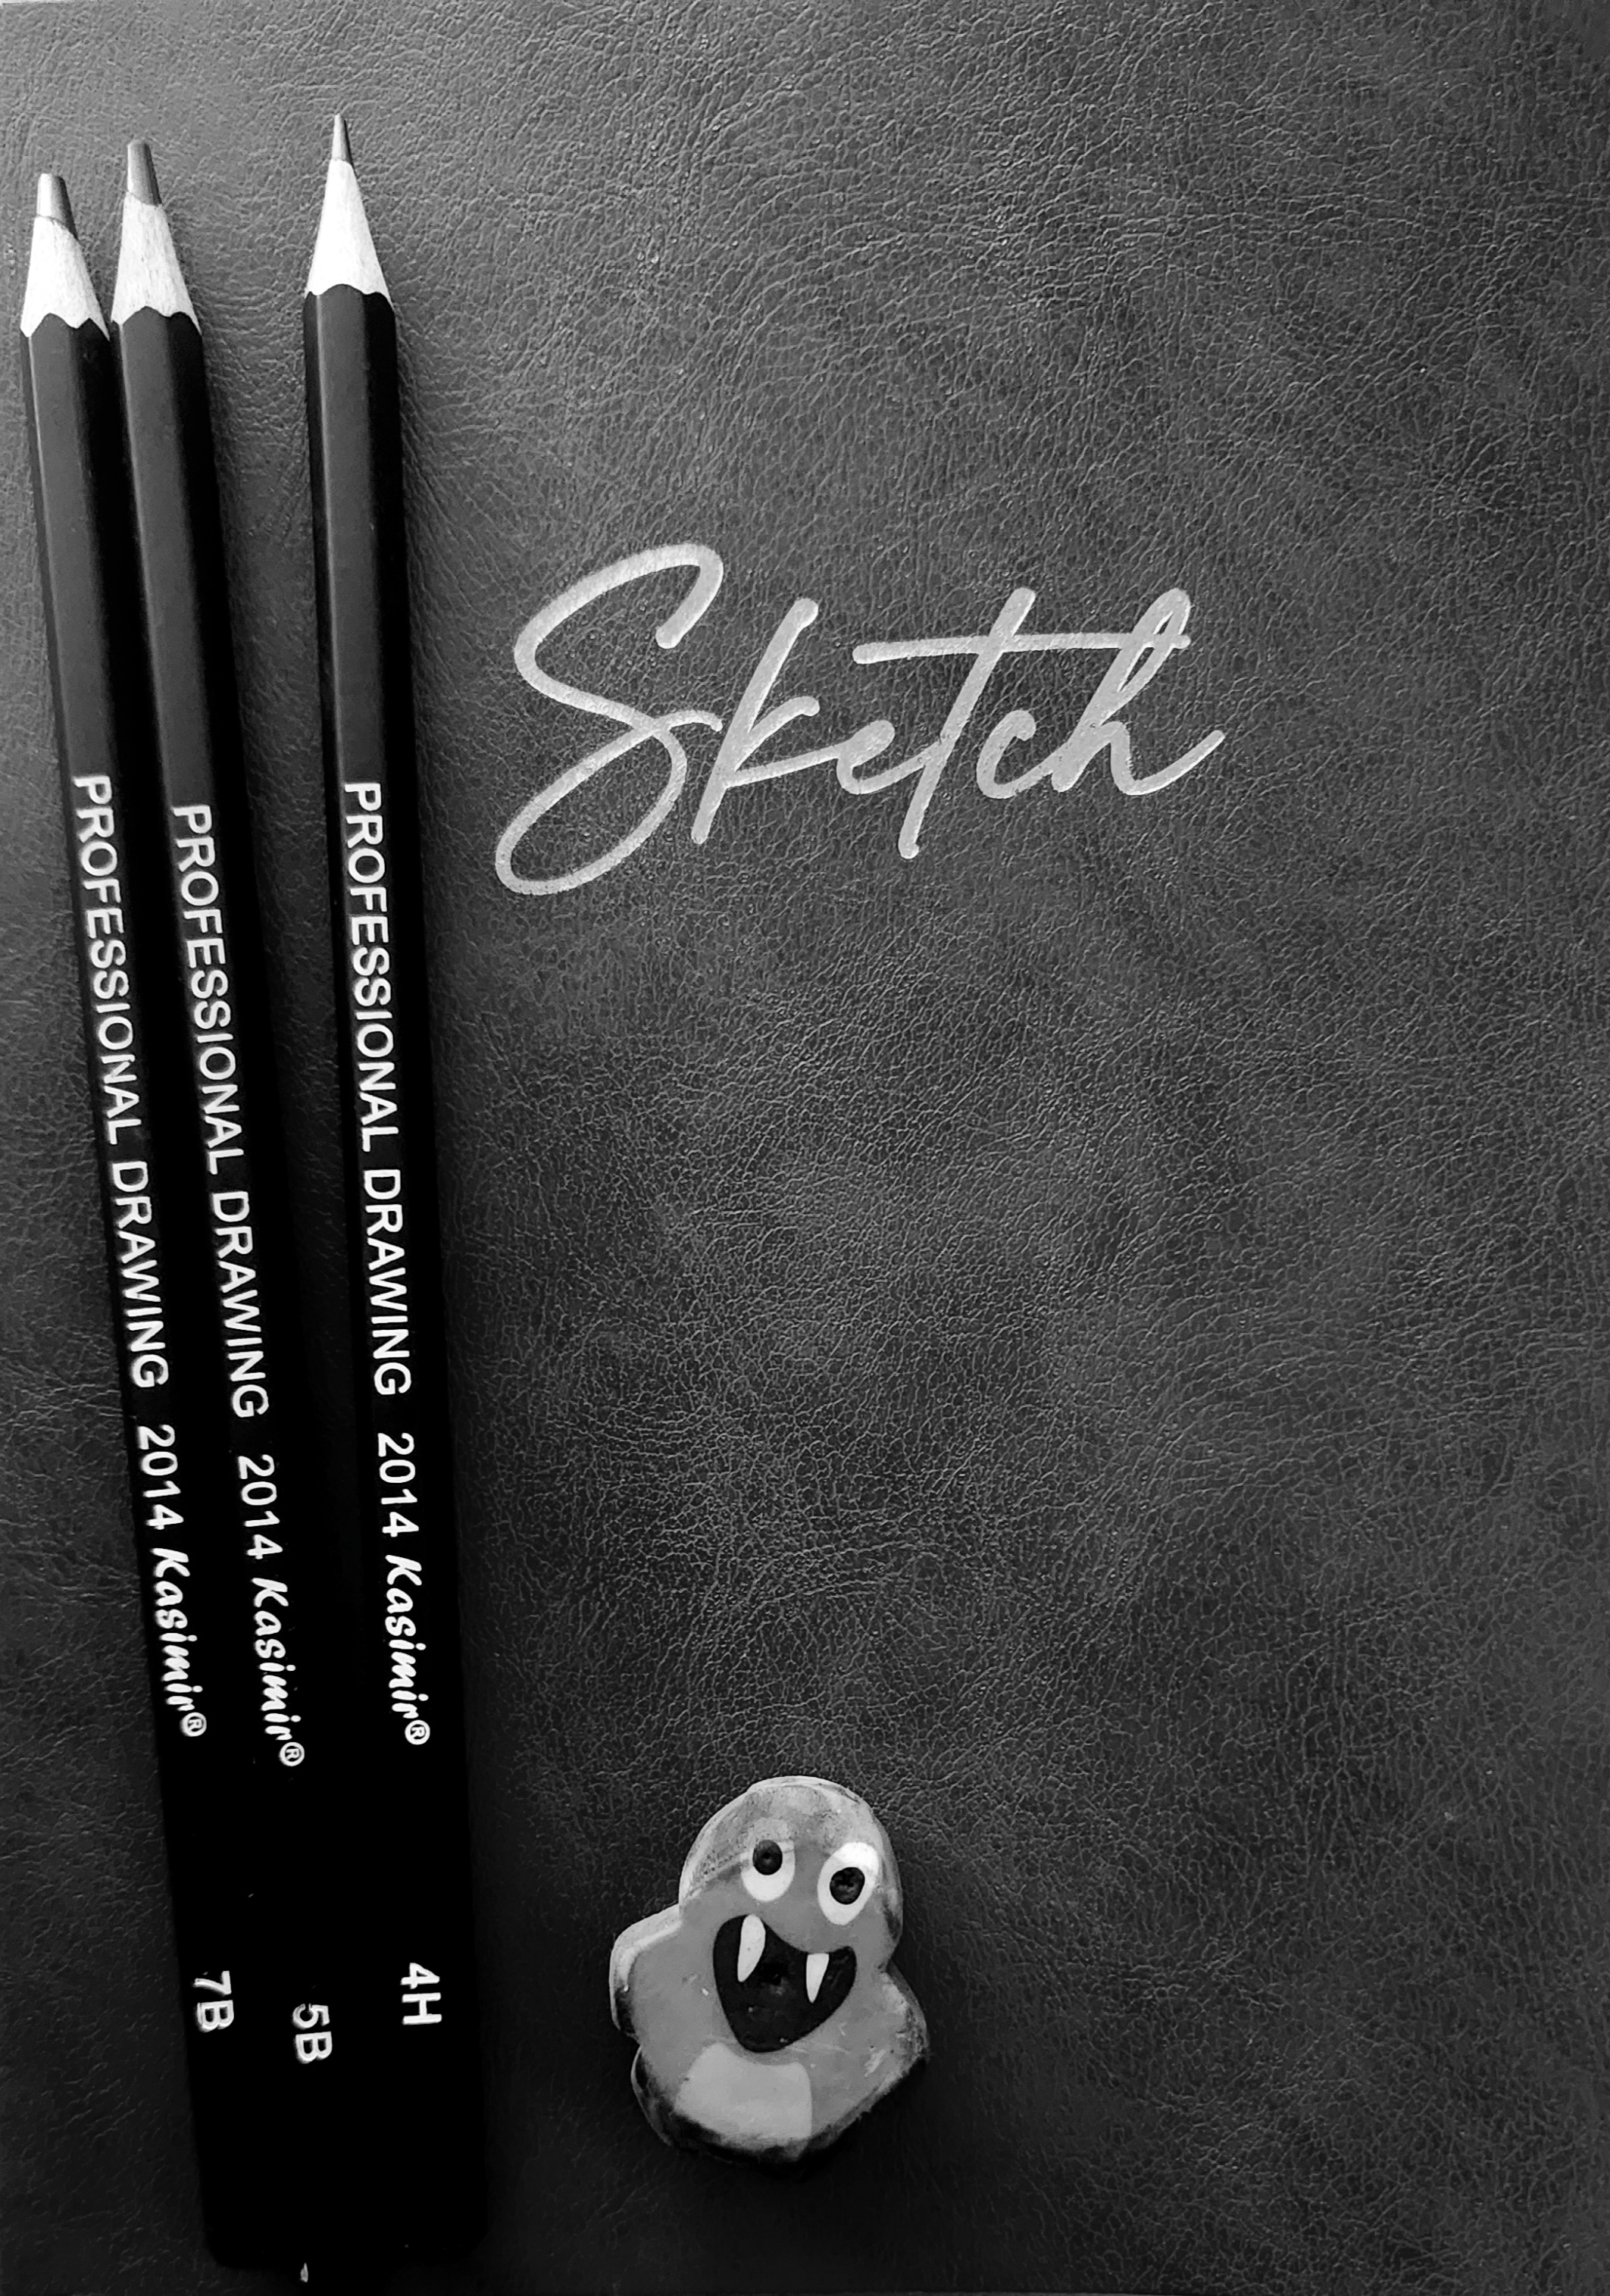 PROFESSIONAL DRAWING 2014 Kasimir® 7B
PROFESSIONAL DRAWING 2014 Kasimir® 5B
PROFESSIONAL DRAWING 2014 Kasimir® 4H
Sketch